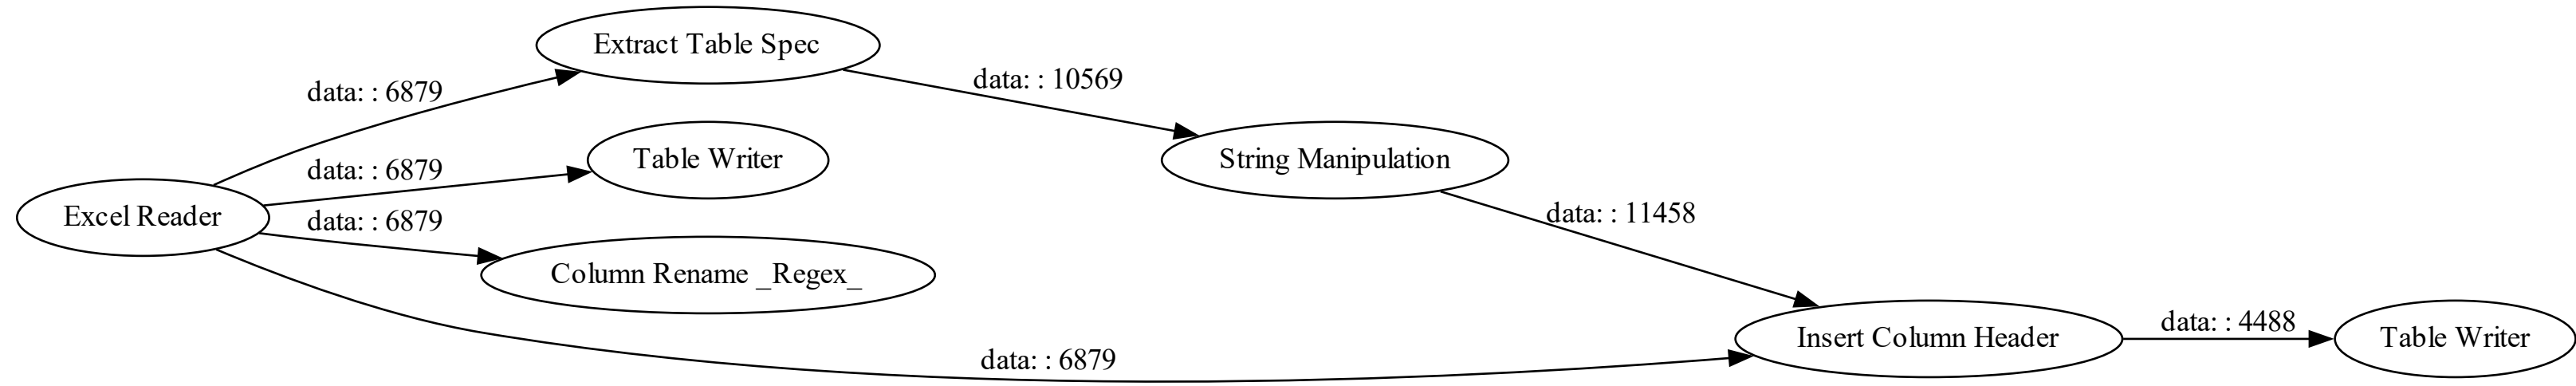 Extract Table Spec
data: : 10569
data: : 6879
Table Writer
String Manipulation
data: : 6879
Excel Reader
data: : 6879
data: : 11458
Column Rename _Regex_
data: : 4488
Insert Column Header
Table Writer
data: : 6879